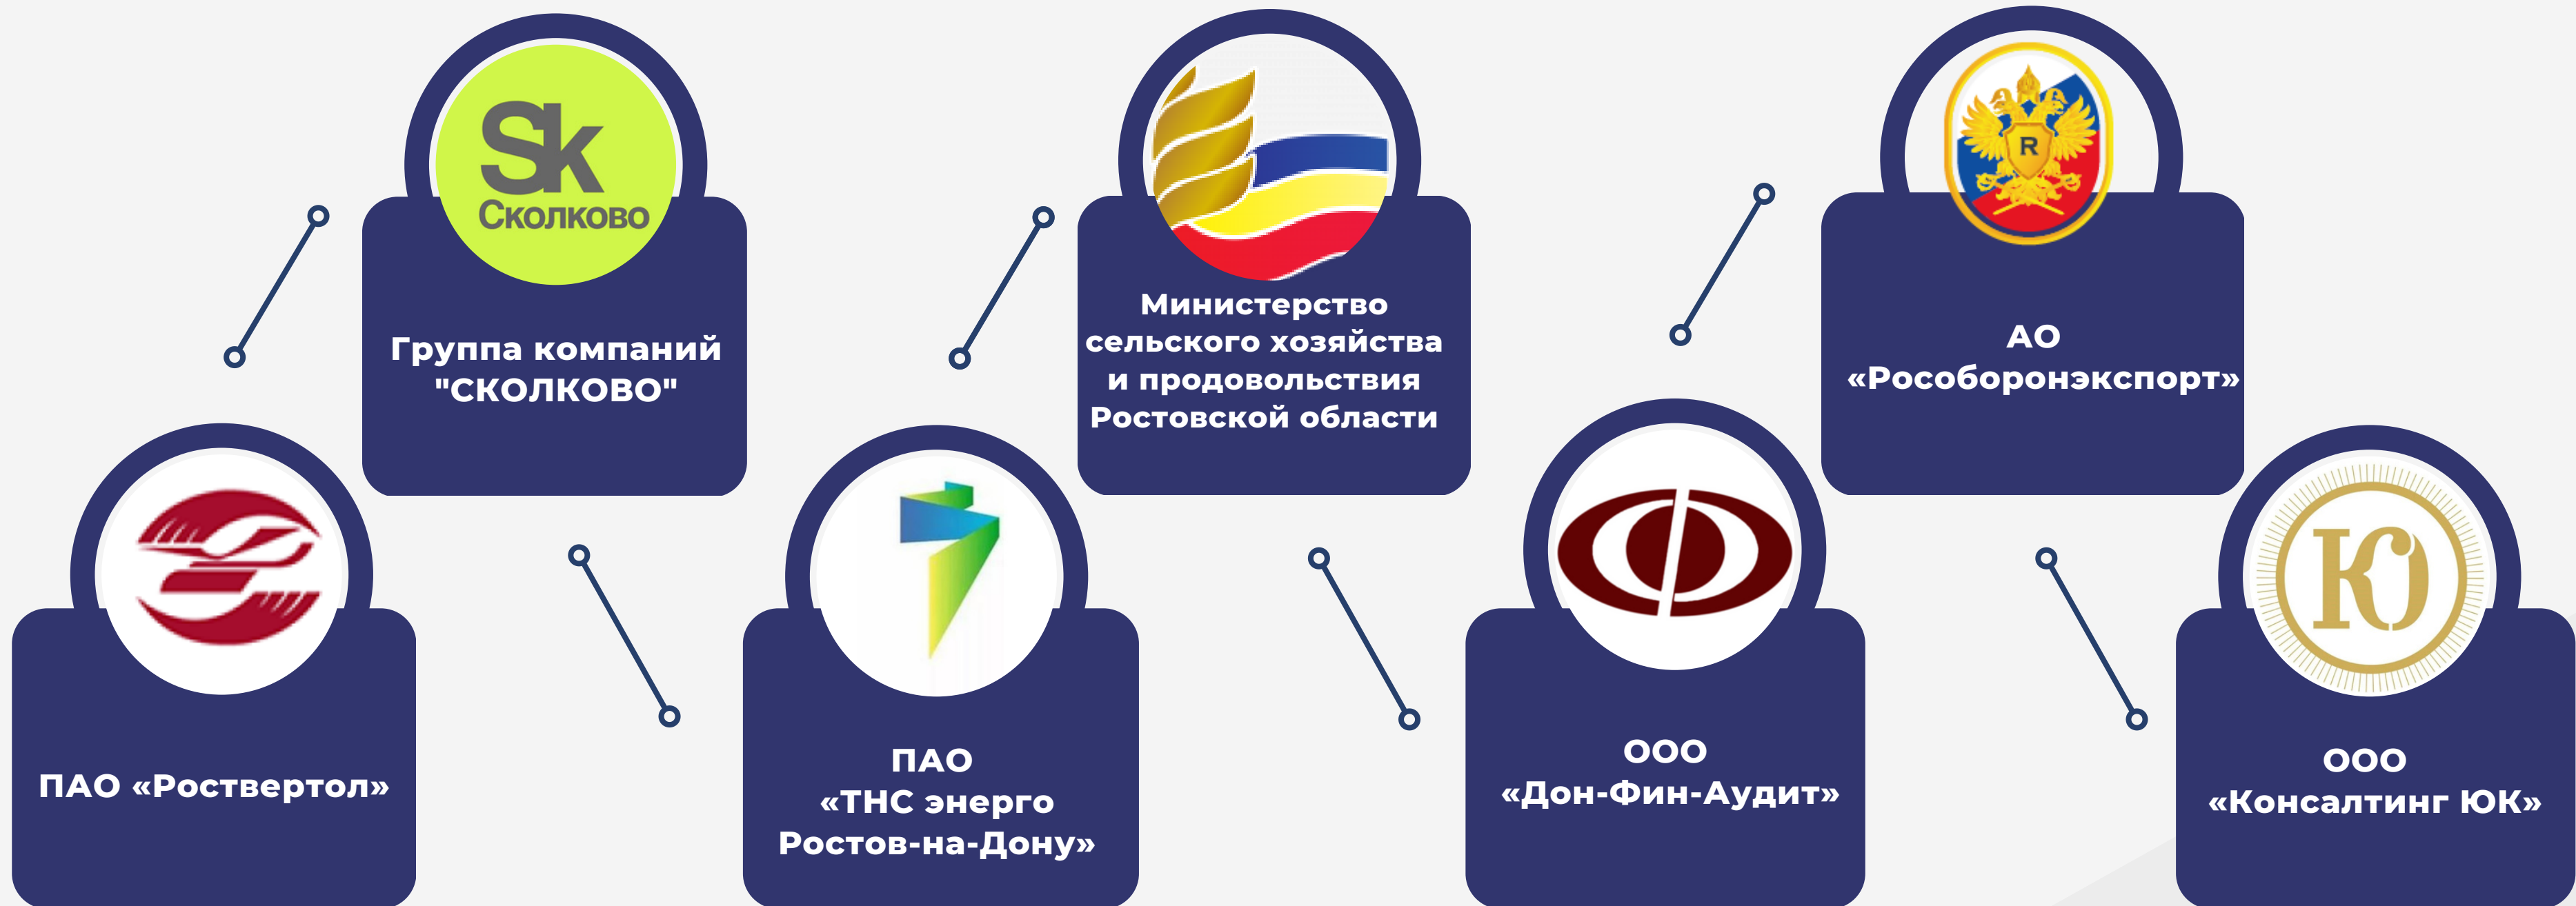 Sk
Сколково
Группа компаний
"СКОЛКОВО"
Министерство
сельского хозяйства
и продовольствия
Ростовской области
R
АО
«Рособоронэкспорт»
ПАО «Роствертол»
ПАО
«ТНС энерго
Ростов-на-Дону»
ООО
«Дон-Фин-Аудит»
Ю
ООО
«Консалтинг ЮК»